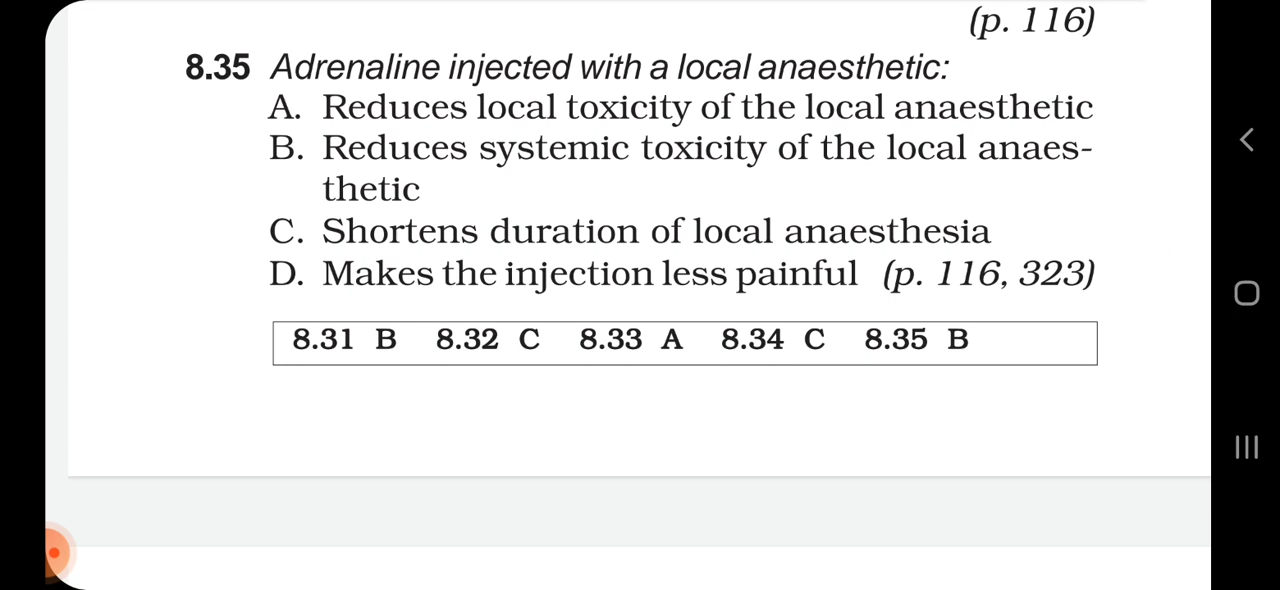 (p. 116)
8.35 Adrenaline injected with a local anaesthetic:
A. Reduces local toxicity of the local anaesthetic
B. Reduces systemic toxicity of the local anaes-
thetic
C. Shortens duration of local anaesthesia
D. Makes the injection less painful (p. 116, 323)
8.31 B 8.32 C 8.33 A 8.34 C 8.35 B